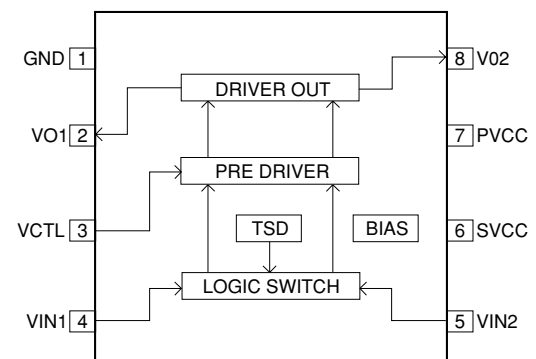 GND 1
8 V02
DRIVER OUT
VO1 2
7 PVCC
PRE DRIVER
VCTL 3
TSD
BIAS
6 SVCC
LOGIC SWITCH
VIN1 4
5 VIN2